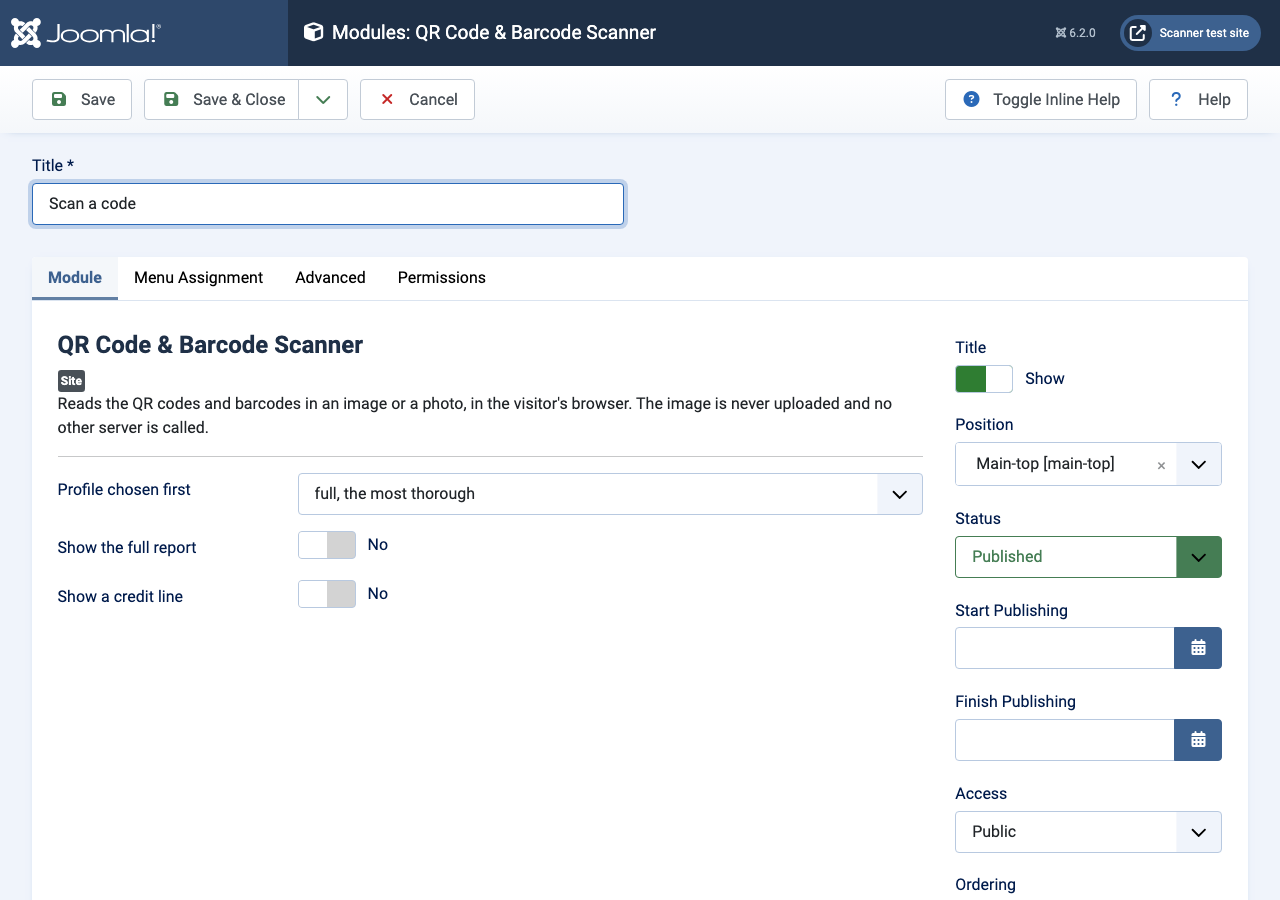 Joomla!®
Modules: QR Code & Barcode Scanner
6.2.0
Scanner test site
Save
Save & Close
Cancel
Toggle Inline Help
? Help
Title *
Scan a code
Module
Menu Assignment
Advanced
Permissions
QR Code & Barcode Scanner
Site
Reads the QR codes and barcodes in an image or a photo, in the visitor's browser. The image is never uploaded and no
other server is called.
Profile chosen first
full, the most thorough
Show the full report
No
Show a credit line
No
Title
Show
Position
Main-top [main-top] ×
Status
Published
Start Publishing
Finish Publishing
Access
Public
Ordering